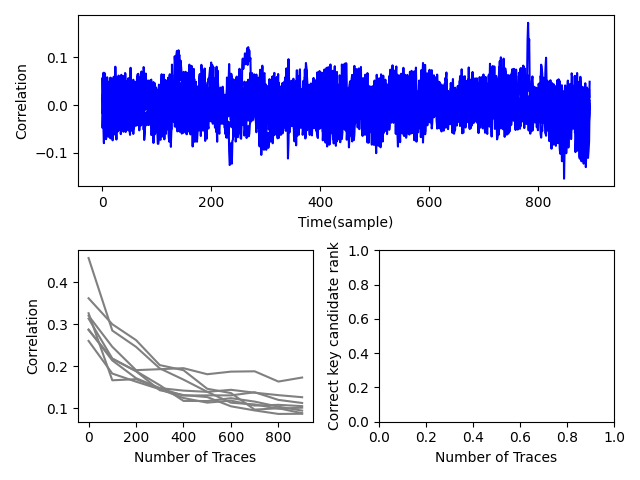 0.1
0.0
−0.1
Correlation
0 200 400 600 800
Time(sample)
0.4
0.3
0.2
0.1
Correlation
0 200 400 600 800
Number of Traces
1.0
0.8
0.6
0.4
0.2
0.0
Correct key candidate rank
0.0 0.2 0.4 0.6 0.8 1.0
Number of Traces